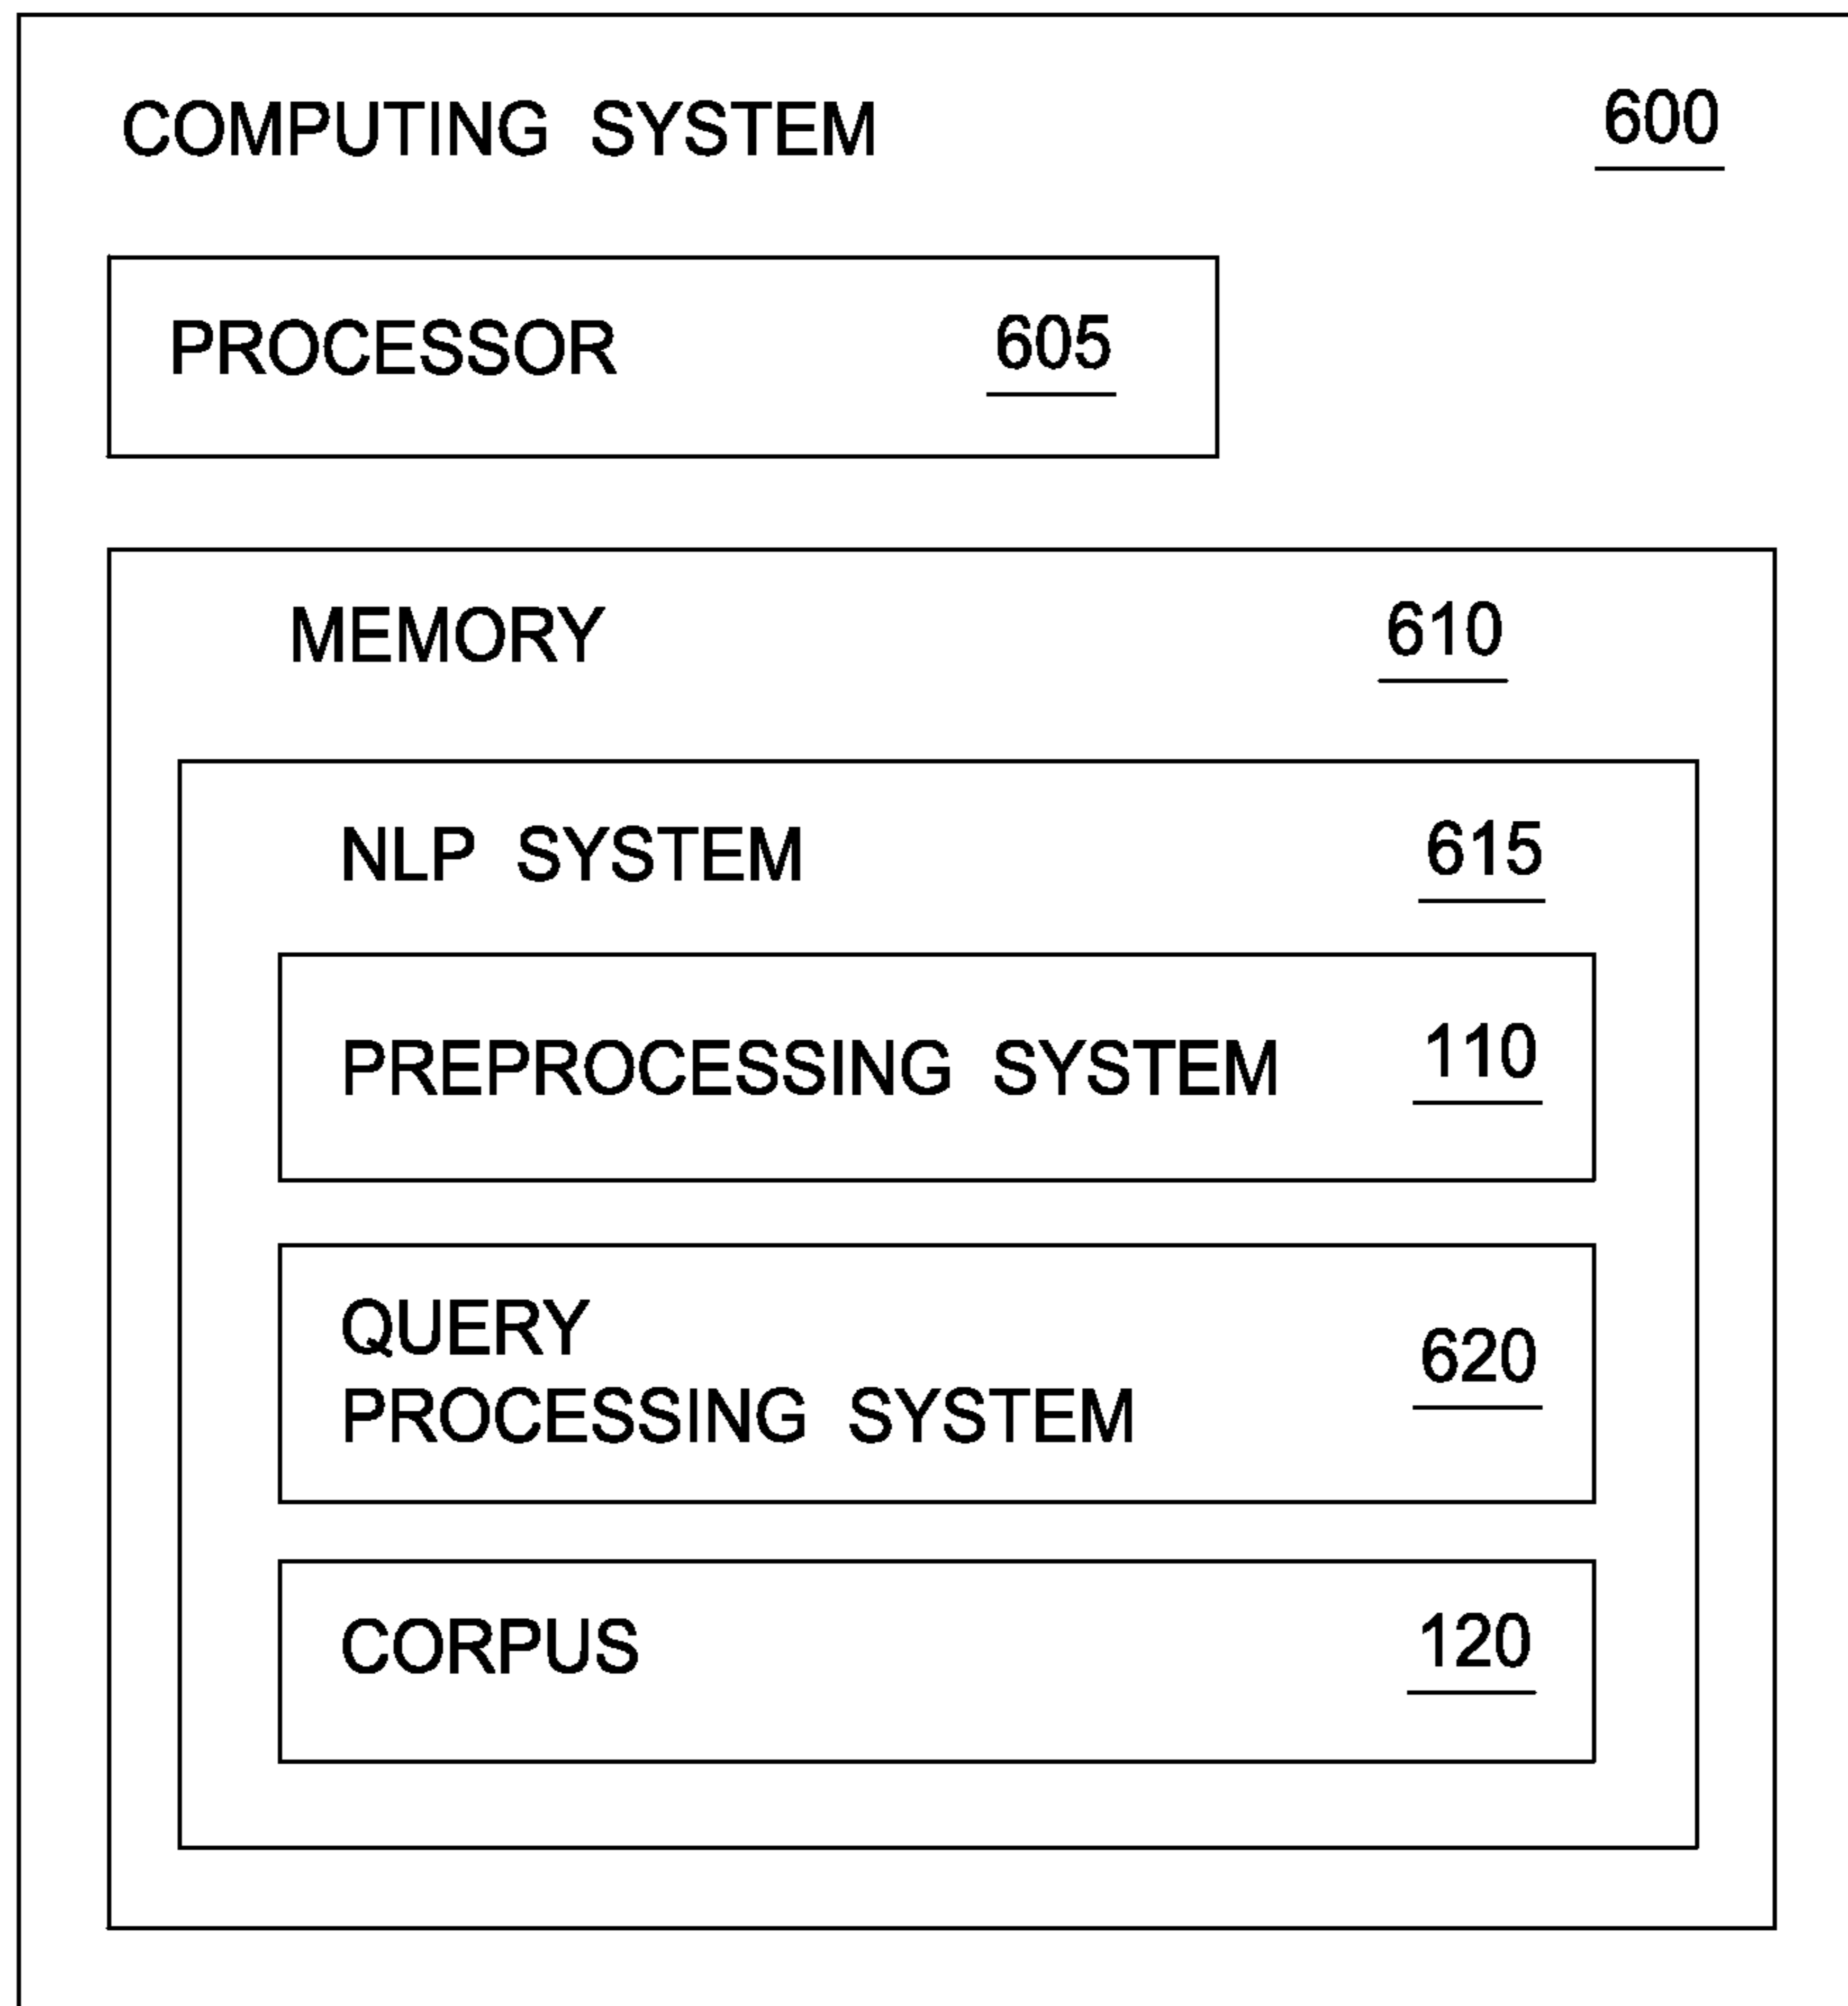 COMPUTING SYSTEM 600
PROCESSOR 605
MEMORY 610
NLP SYSTEM 615
PREPROCESSING SYSTEM 110
QUERY
PROCESSING SYSTEM 620
CORPUS 120